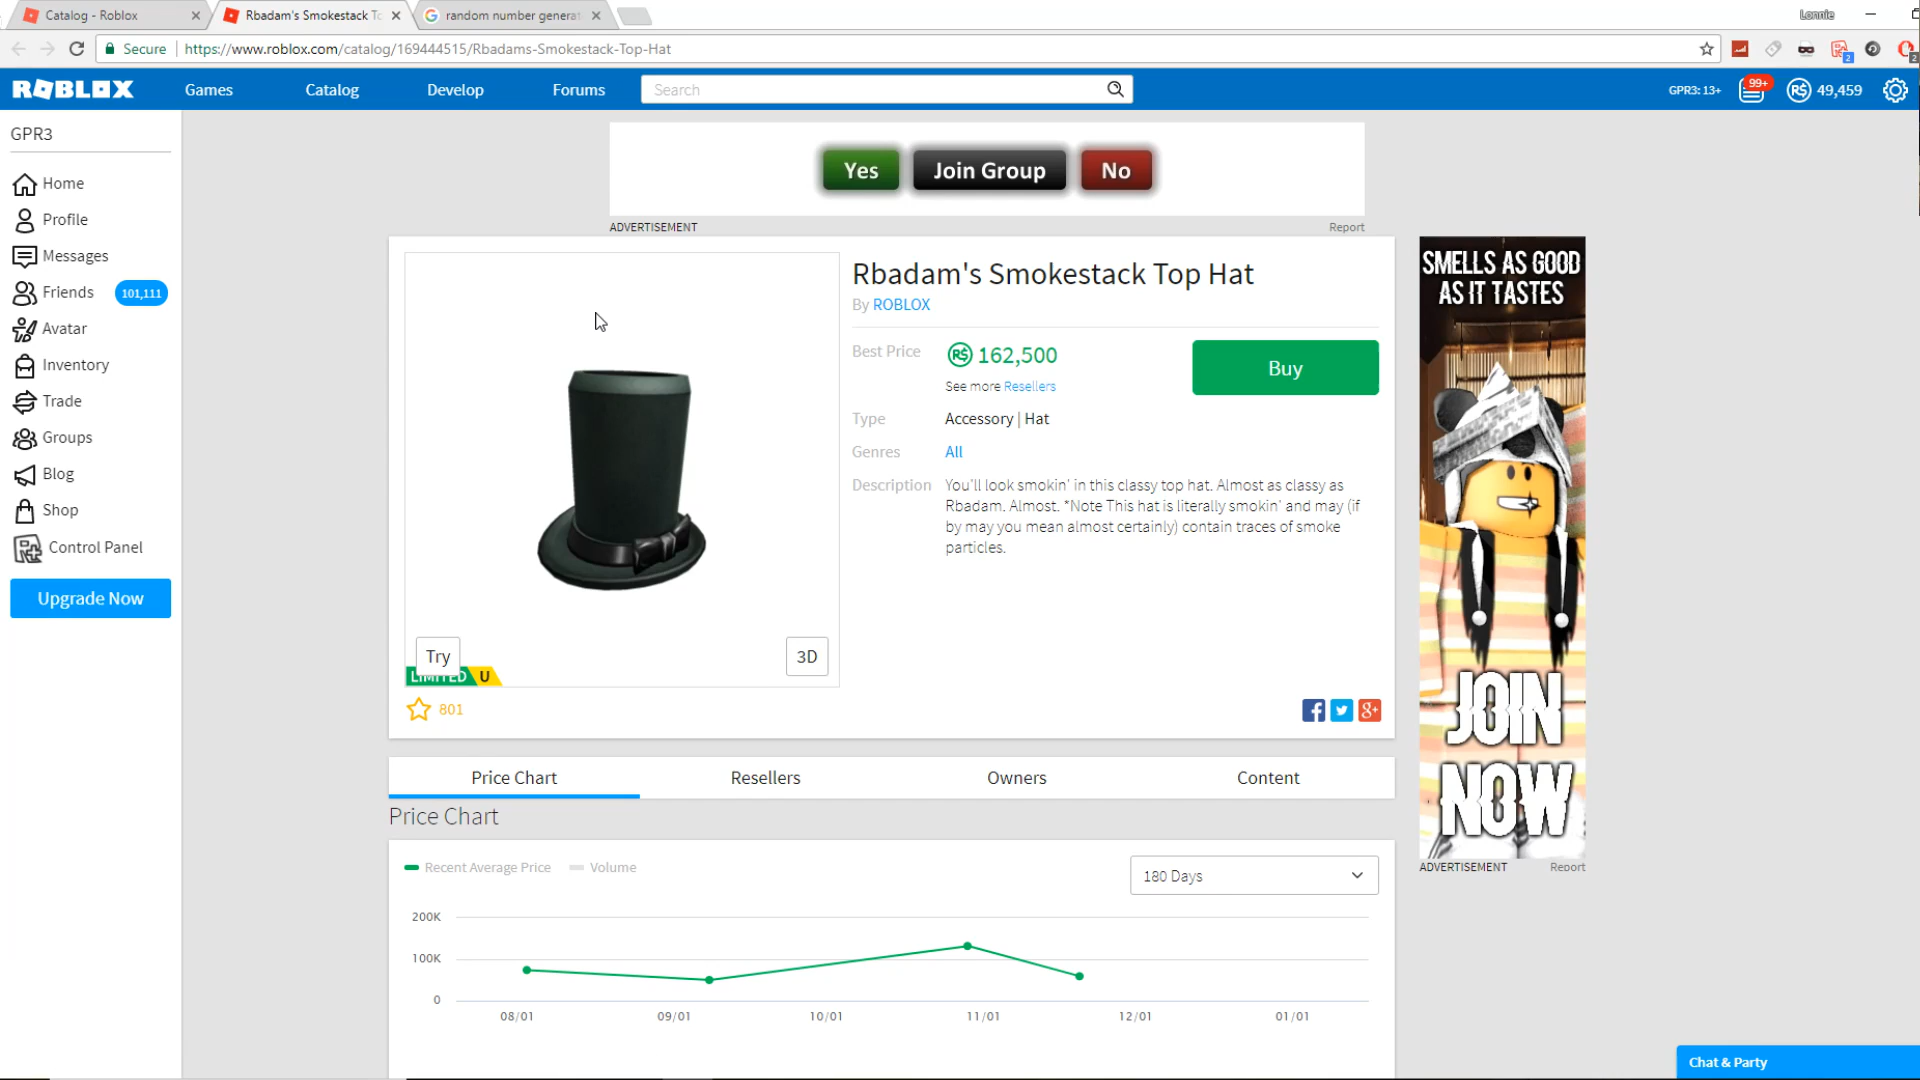 Catalog - Roblox
Rbadam's Smokestack To
random number generat
Lonnie
Secure
https://www.roblox.com/catalog/169444515/Rbadams-Smokestack-Top-Hat
2
2
ROBLOX
Games
Catalog
Develop
Forums
Search
GPR3: 13+
99+
R$ 49,459
GPR3
Home
Profile
Messages
Friends 101,111
Avatar
Inventory
Trade
Groups
Blog
Shop
Control Panel
Upgrade Now
Yes
Join Group
No
ADVERTISEMENT
Report
Rbadam's Smokestack Top Hat
By ROBLOX
Best Price
R$ 162,500
See more Resellers
Buy
Type
Accessory | Hat
Genres
All
Description
You'll look smokin' in this classy top hat. Almost as classy as
Rbadam. Almost. *Note This hat is literally smokin' and may (if
by may you mean almost certainly) contain traces of smoke
particles.
Try
3D
LIMITED U
801
SMELLS AS GOOD
AS IT TASTES
JOIN
NOW
ADVERTISEMENT
Report
Price Chart
Resellers
Owners
Content
Price Chart
Recent Average Price
Volume
180 Days
200K
100K
0
08/01
09/01
10/01
11/01
12/01
01/01
Chat & Party